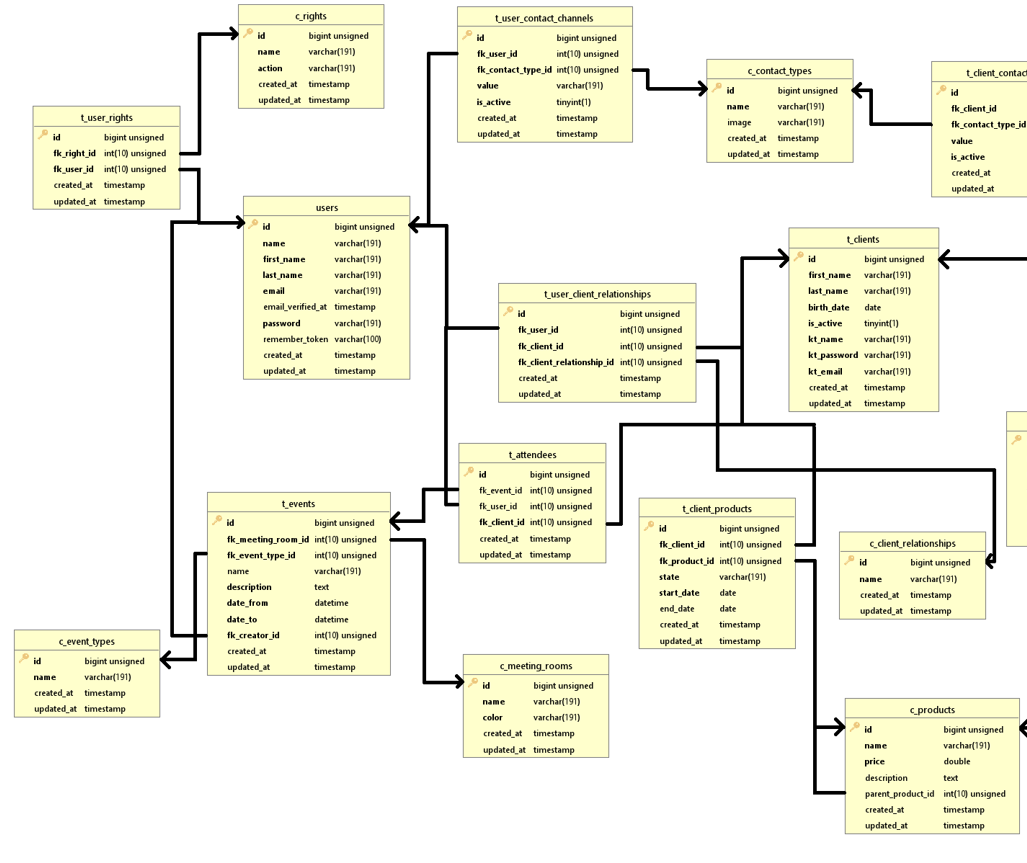 c_rights
id bigint unsigned
name varchar(191)
action varchar(191)
created_at timestamp
updated_at timestamp
t_user_contact_channels
id bigint unsigned
fk_user_id int(10) unsigned
fk_contact_type_id int(10) unsigned
value varchar(191)
is_active tinyint(1)
created_at timestamp
updated_at timestamp
c_contact_types
id bigint unsigned
name varchar(191)
image varchar(191)
created_at timestamp
updated_at timestamp
t_client_contact
id
fk_client_id
fk_contact_type_id
value
is_active
created_at
updated_at
t_user_rights
id bigint unsigned
fk_right_id int(10) unsigned
fk_user_id int(10) unsigned
created_at timestamp
updated_at timestamp
users
id bigint unsigned
name varchar(191)
first_name varchar(191)
last_name varchar(191)
email varchar(191)
email_verified_at timestamp
password varchar(191)
remember_token varchar(100)
created_at timestamp
updated_at timestamp
t_clients
id bigint unsigned
first_name varchar(191)
last_name varchar(191)
birth_date date
is_active tinyint(1)
kt_name varchar(191)
kt_password varchar(191)
kt_email varchar(191)
created_at timestamp
updated_at timestamp
t_user_client_relationships
id bigint unsigned
fk_user_id int(10) unsigned
fk_client_id int(10) unsigned
fk_client_relationship_id int(10) unsigned
created_at timestamp
updated_at timestamp
t_attendees
id bigint unsigned
fk_event_id int(10) unsigned
fk_user_id int(10) unsigned
fk_client_id int(10) unsigned
created_at timestamp
updated_at timestamp
t_events
id bigint unsigned
fk_meeting_room_id int(10) unsigned
fk_event_type_id int(10) unsigned
name varchar(191)
description text
date_from datetime
date_to datetime
fk_creator_id int(10) unsigned
created_at timestamp
updated_at timestamp
t_client_products
id bigint unsigned
fk_client_id int(10) unsigned
fk_product_id int(10) unsigned
state varchar(191)
start_date date
end_date date
created_at timestamp
updated_at timestamp
c_client_relationships
id bigint unsigned
name varchar(191)
created_at timestamp
updated_at timestamp
c_event_types
id bigint unsigned
name varchar(191)
created_at timestamp
updated_at timestamp
c_meeting_rooms
id bigint unsigned
name varchar(191)
color varchar(191)
created_at timestamp
updated_at timestamp
c_products
id bigint unsigned
name varchar(191)
price double
description text
parent_product_id int(10) unsigned
created_at timestamp
updated_at timestamp